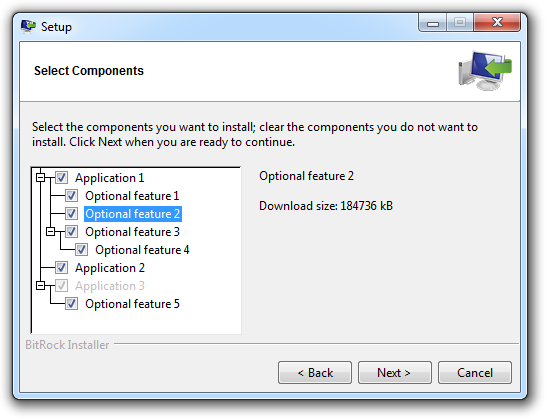 Setup
Select Components
Select the components you want to install; clear the components you do not want to
install. Click Next when you are ready to continue.
Application 1
Optional feature 1
Optional feature 2
Optional feature 3
Optional feature 4
Application 2
Application 3
Optional feature 5
Optional feature 2
Download size: 184736 kB
BitRock Installer
< Back
Next >
Cancel